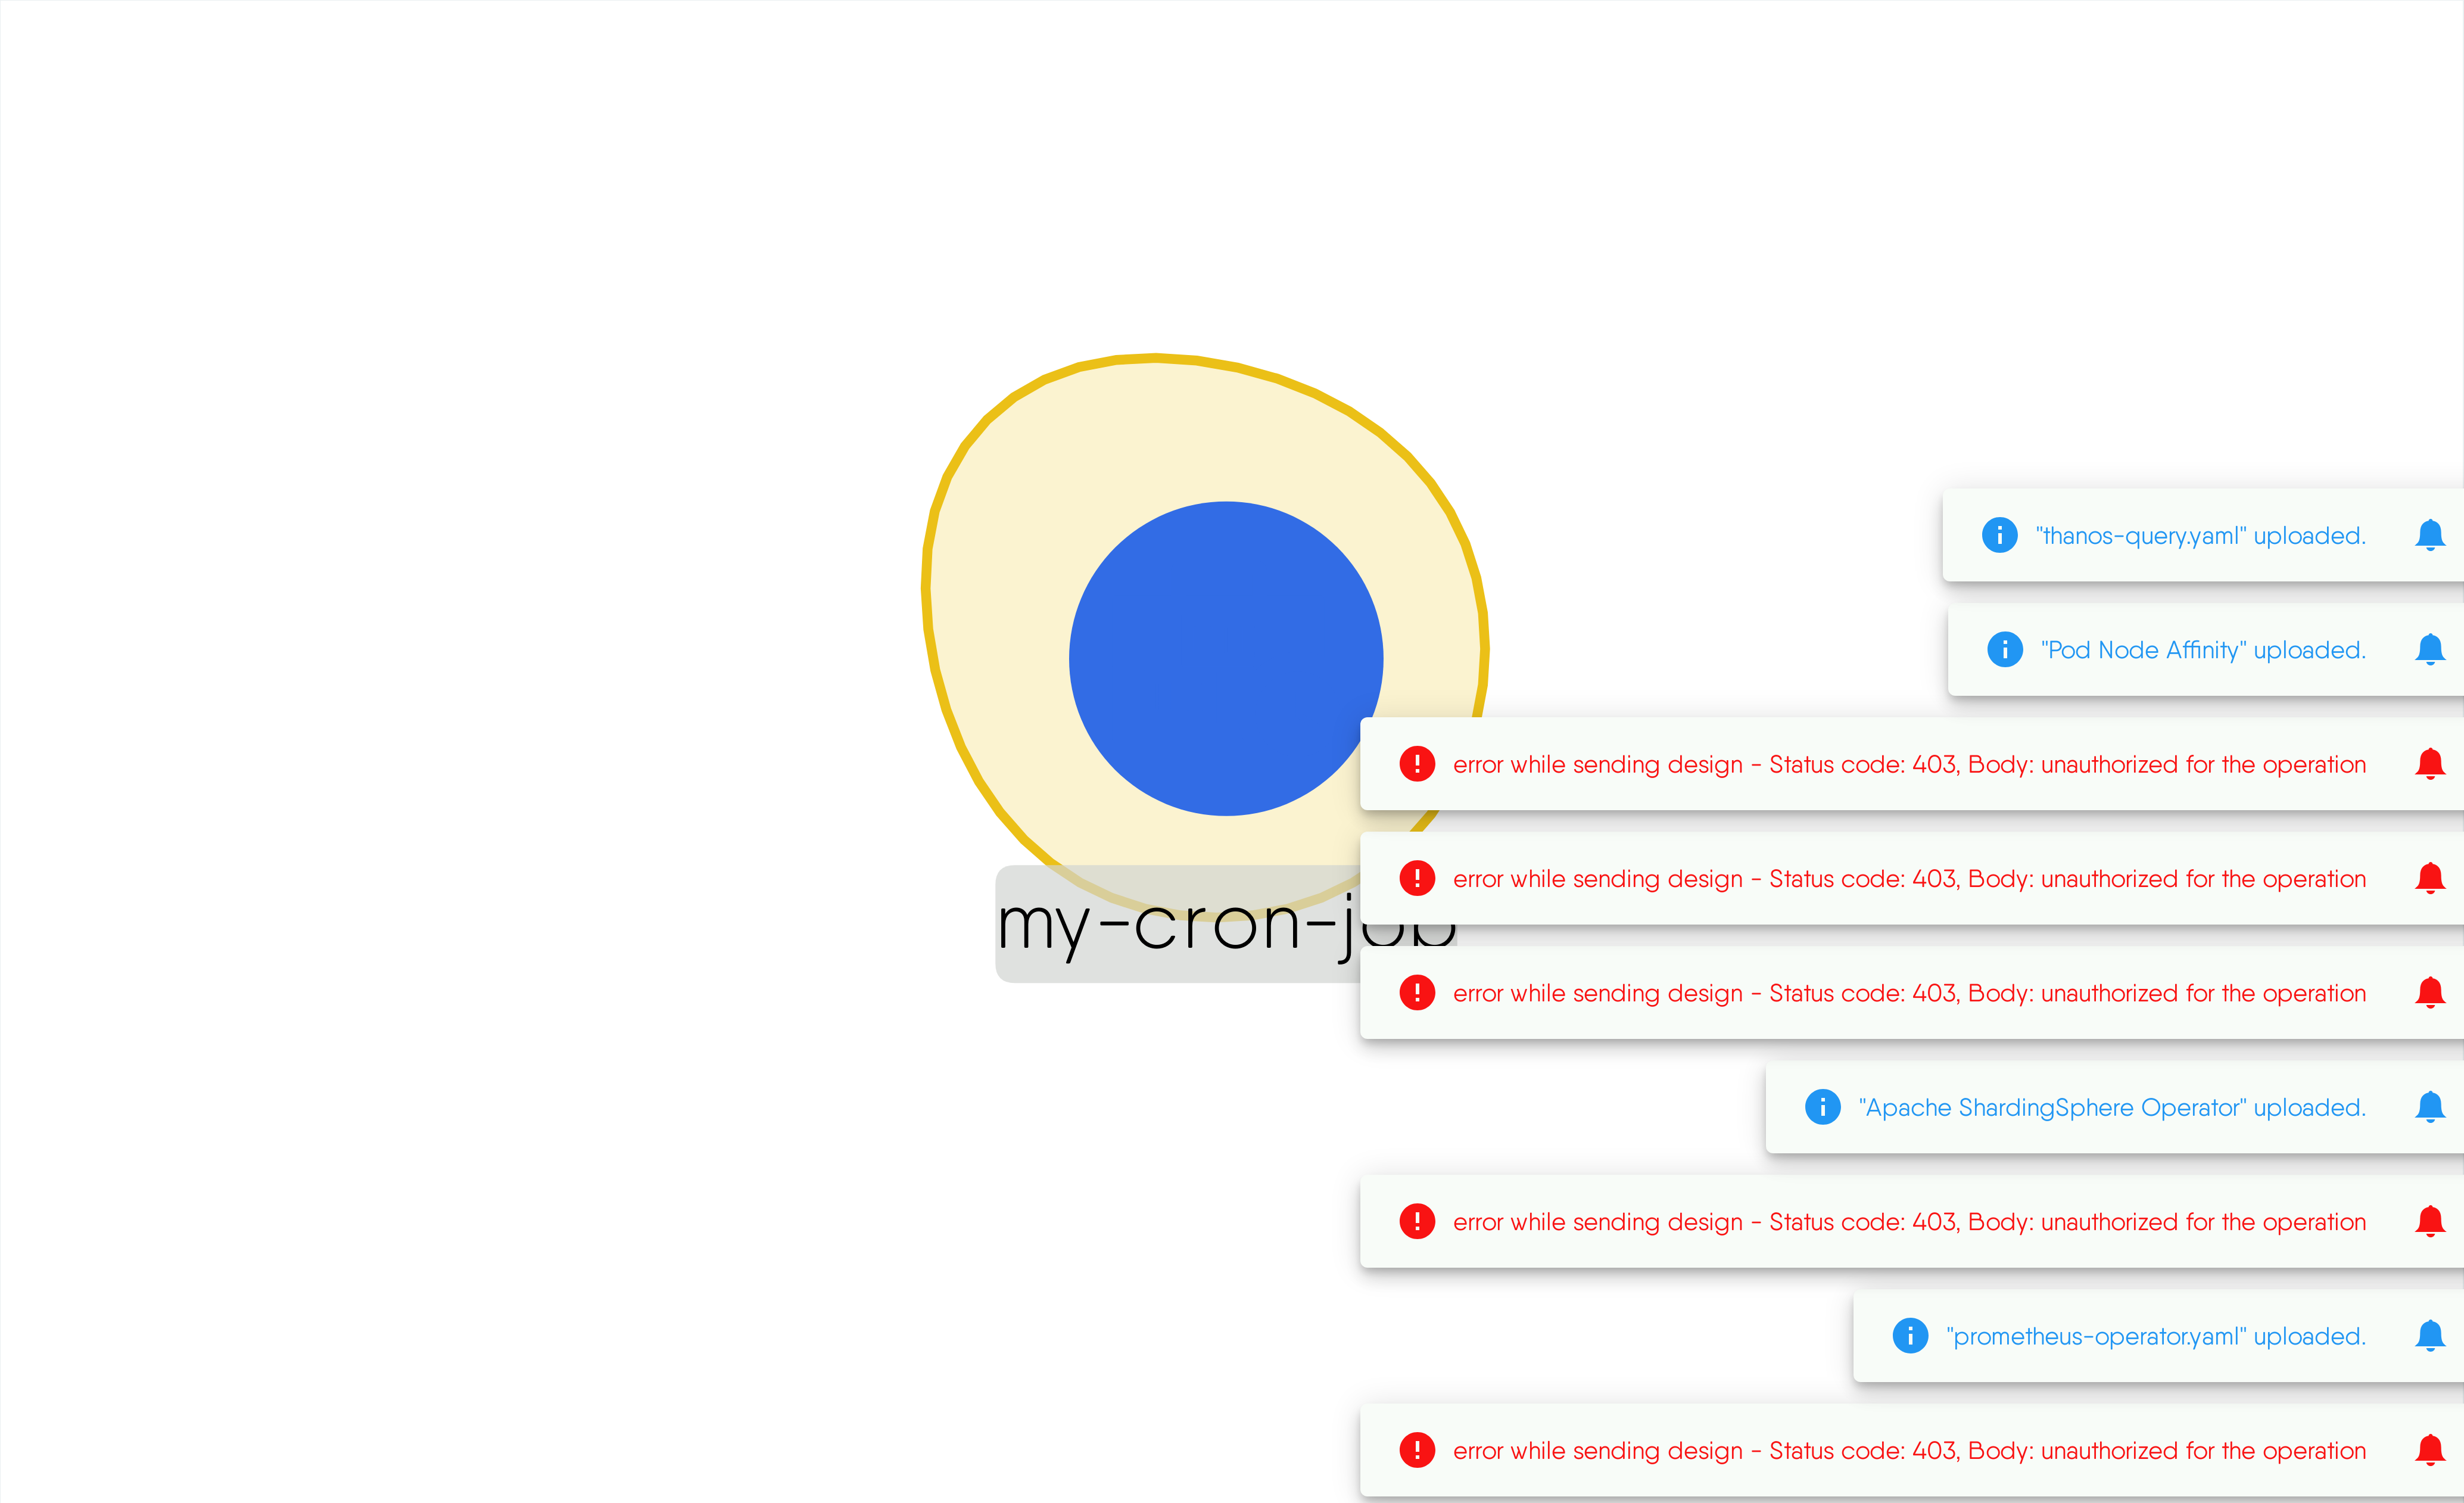 "thanos-query.yaml" uploaded.
"Pod Node Affinity" uploaded.
error while sending design - Status code: 403, Body: unauthorized for the operation
error while sending design - Status code: 403, Body: unauthorized for the operation
my-cron-job
error while sending design - Status code: 403, Body: unauthorized for the operation
"Apache ShardingSphere Operator" uploaded.
error while sending design - Status code: 403, Body: unauthorized for the operation
"prometheus-operator.yaml" uploaded.
error while sending design - Status code: 403, Body: unauthorized for the operation